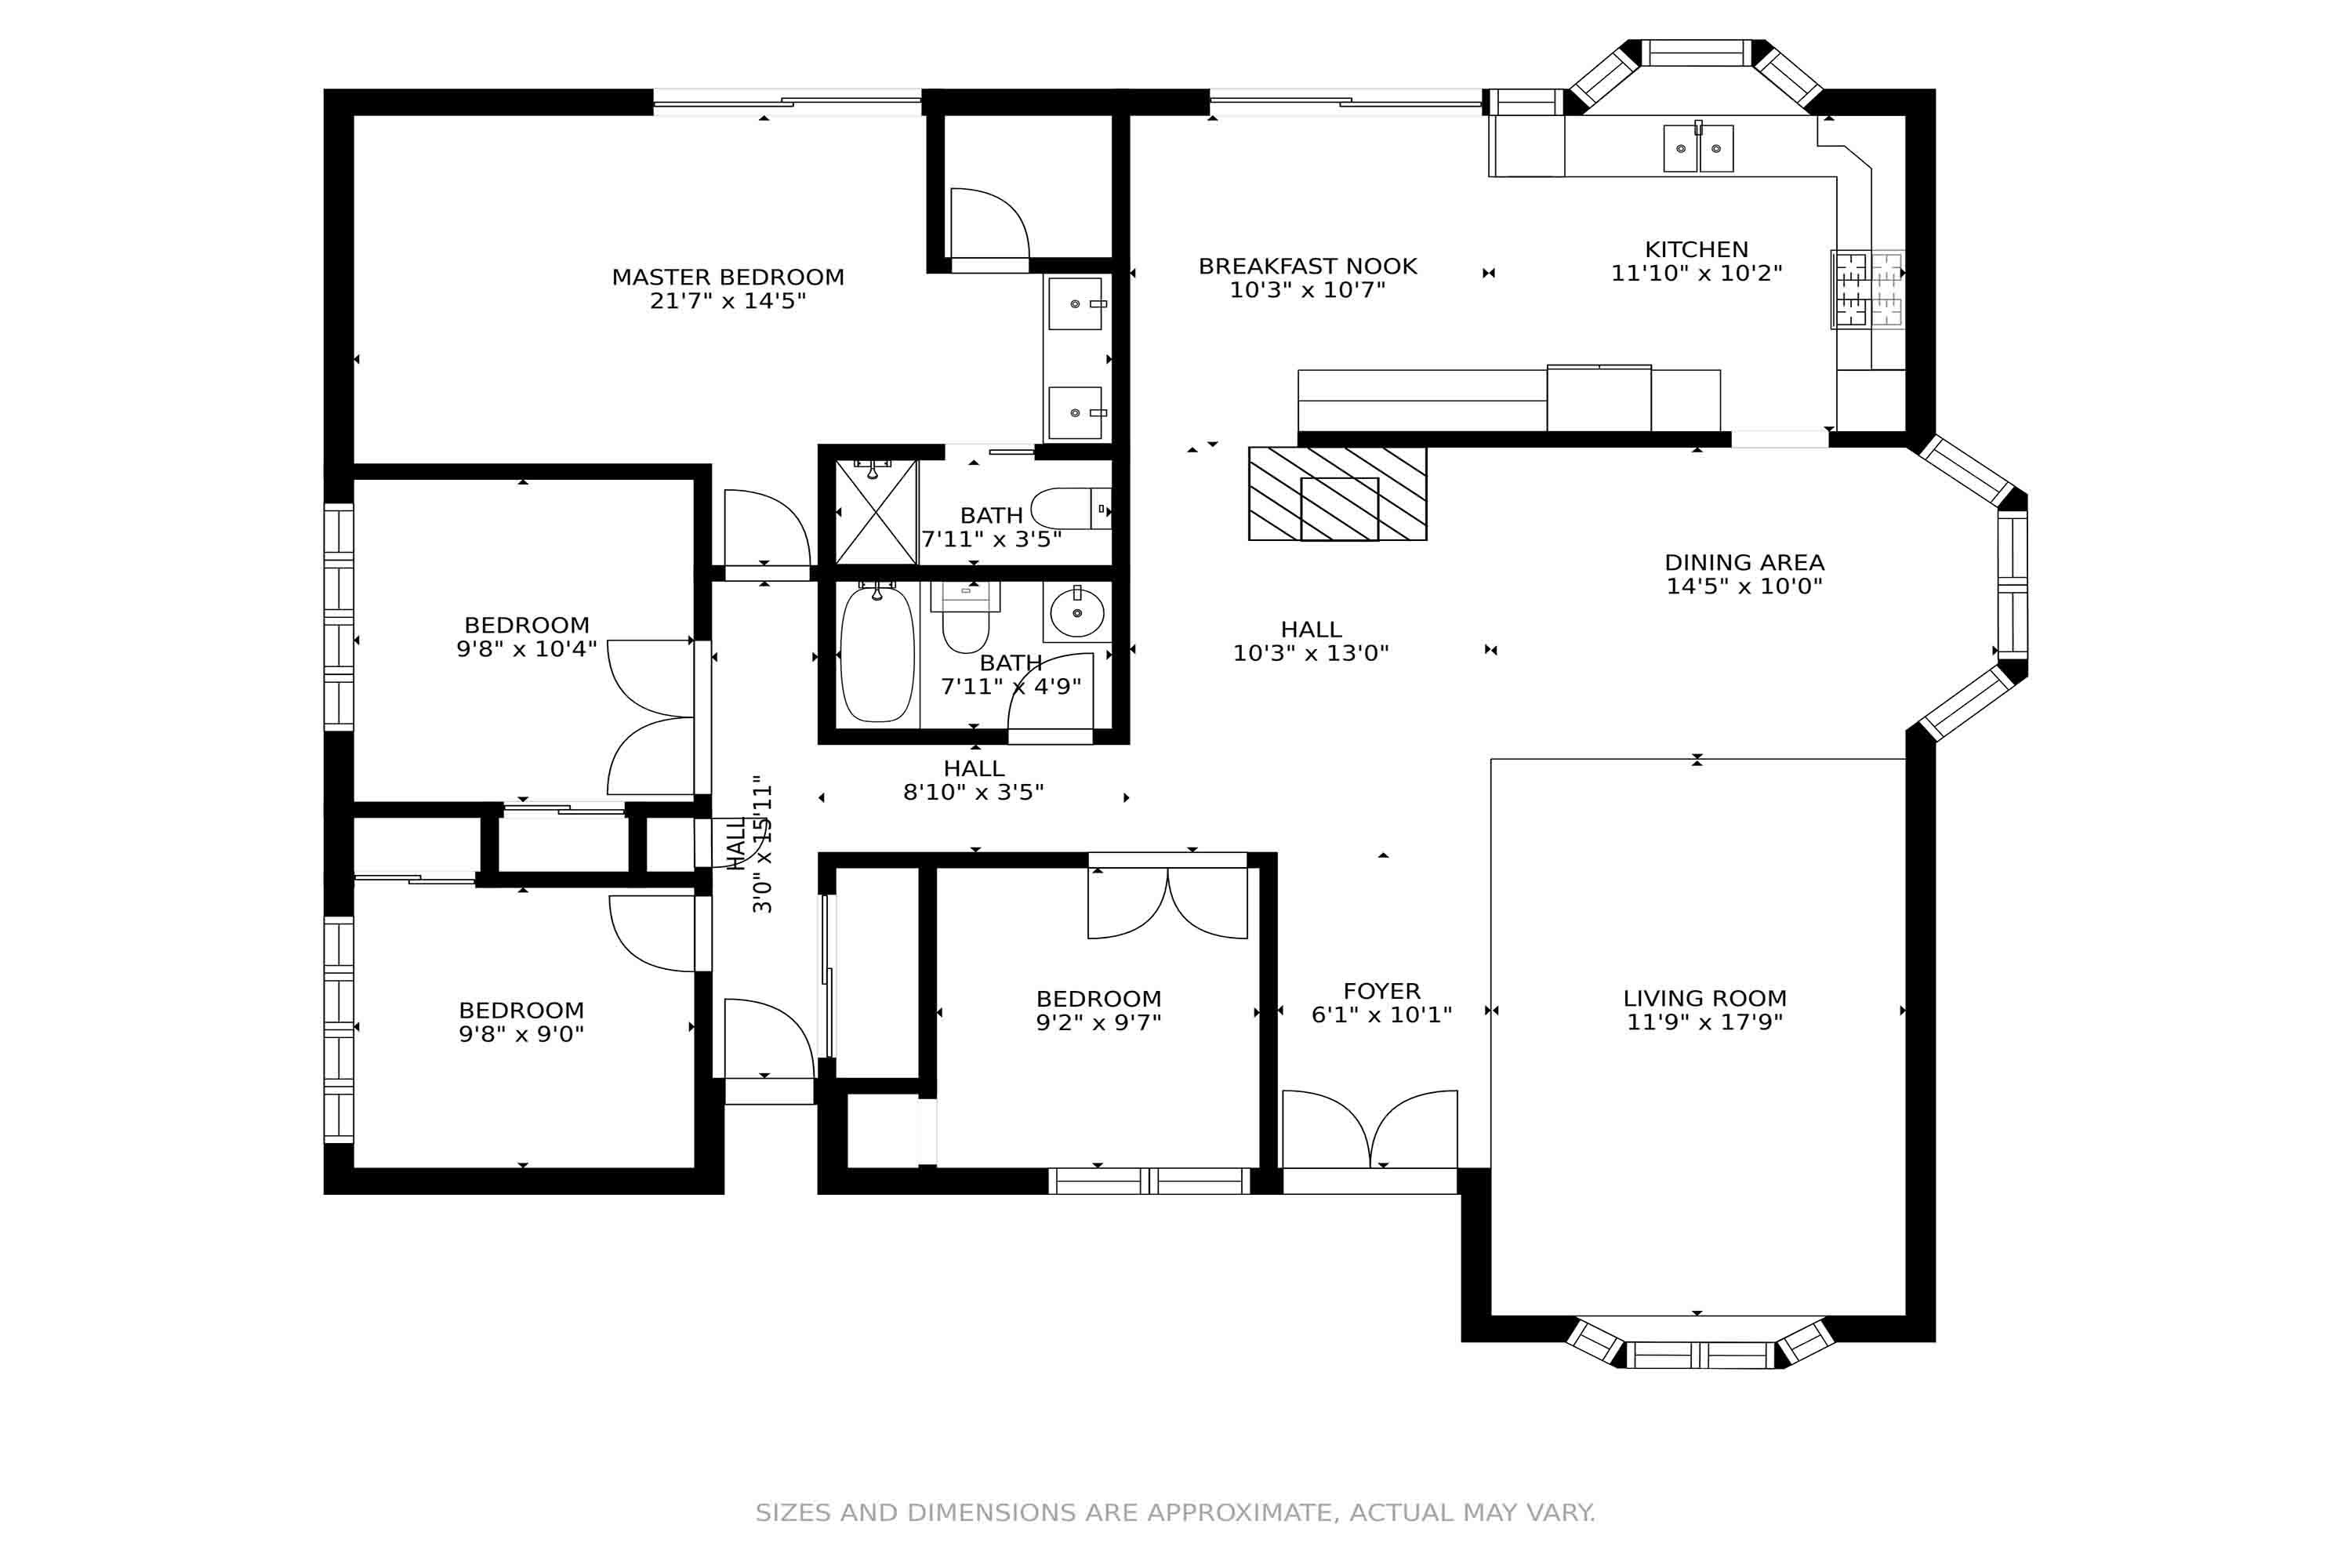 MASTER BEDROOM
21'7" x 14'5"
BREAKFAST NOOK
10'3" x 10'7"
KITCHEN
11'10" x 10'2"
BATH
7'11" x 3'5"
DINING AREA
14'5" x 10'0"
BEDROOM
9'8" x 10'4"
HALL
10'3" x 13'0"
BATH
7'11" x 4'9"
HALL
8'10" x 3'5"
HALL
3'0" x 15'11"
BEDROOM
9'8" x 9'0"
BEDROOM
9'2" x 9'7"
FOYER
6'1" x 10'1"
LIVING ROOM
11'9" x 17'9"
SIZES AND DIMENSIONS ARE APPROXIMATE, ACTUAL MAY VARY.